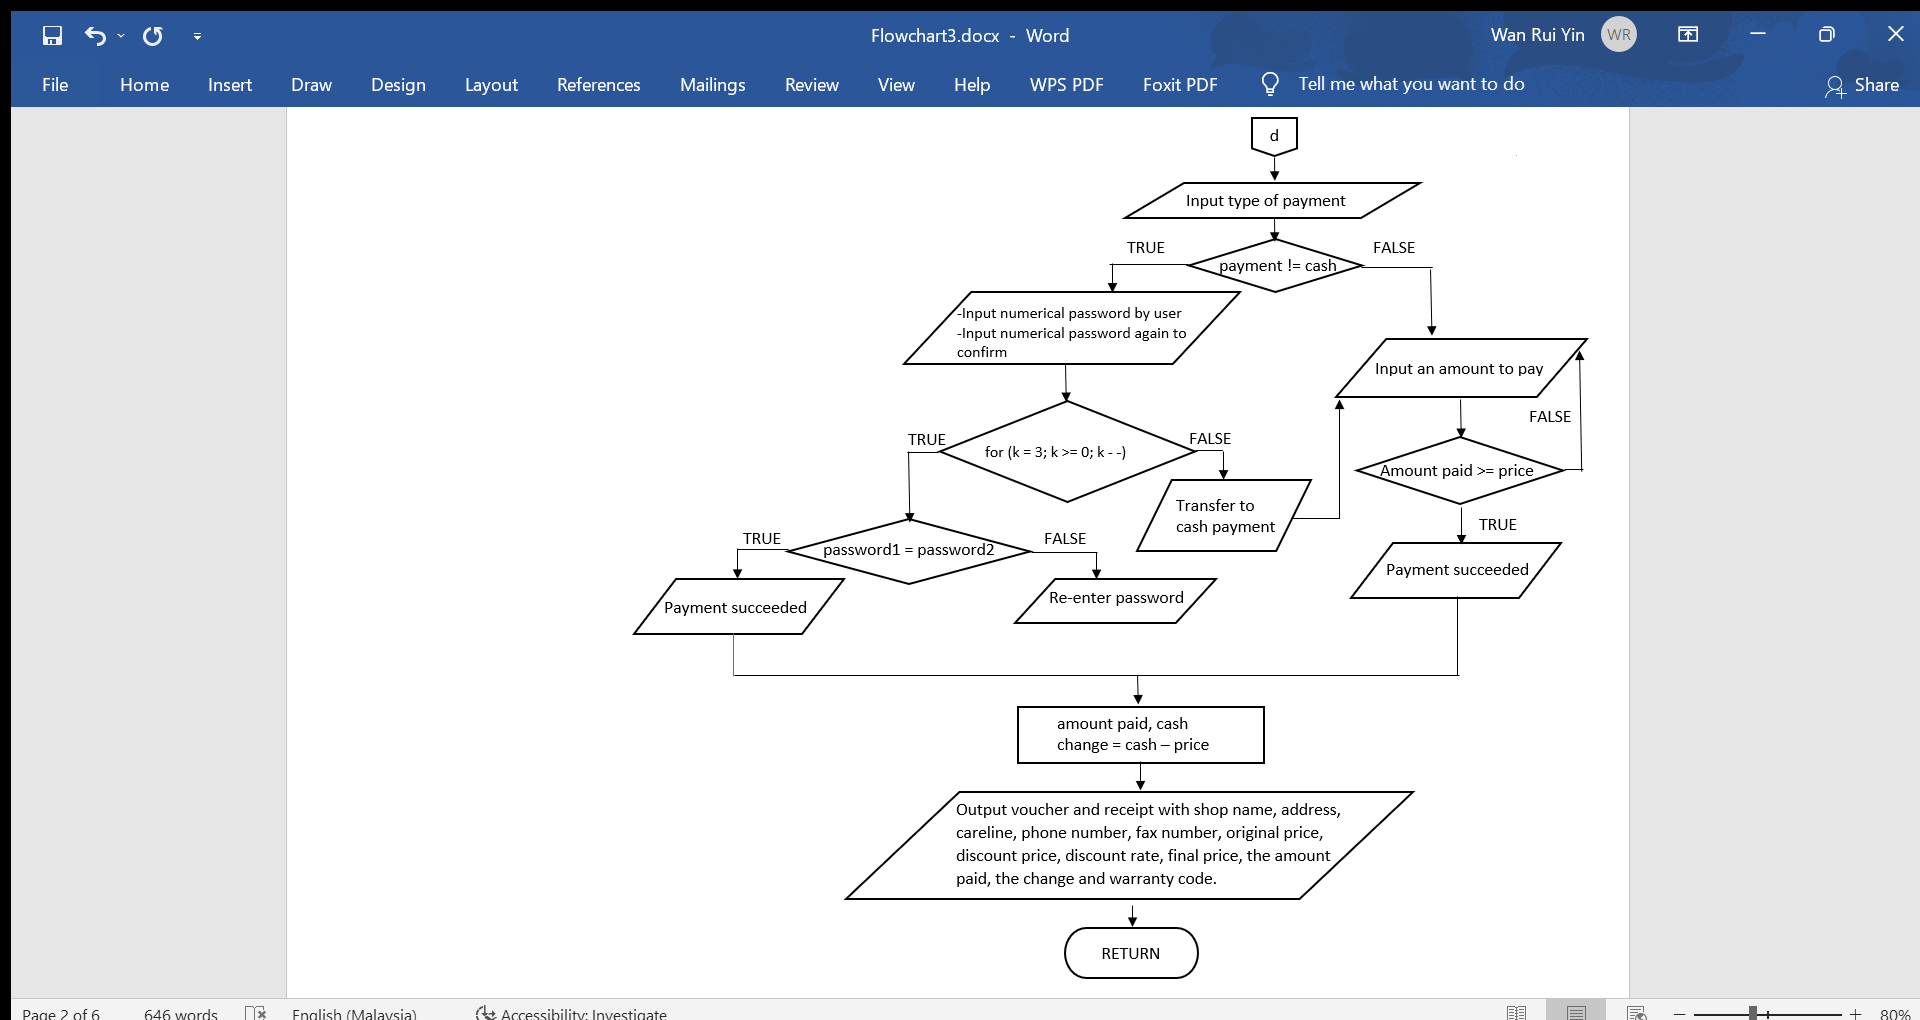 Flowchart3.docx - Word
Wan Rui Yin
WR
File Home Insert Draw Design Layout References Mailings Review View Help WPS PDF Foxit PDF Tell me what you want to do Share
d
Input type of payment
TRUE
FALSE
payment != cash
-Input numerical password by user
-Input numerical password again to
confirm
Input an amount to pay
FALSE
TRUE
FALSE
for (k = 3; k >= 0; k - -)
Amount paid >= price
Transfer to
cash payment
TRUE
TRUE
FALSE
password1 = password2
Payment succeeded
Re-enter password
Payment succeeded
amount paid, cash
change = cash – price
Output voucher and receipt with shop name, address,
careline, phone number, fax number, original price,
discount price, discount rate, final price, the amount
paid, the change and warranty code.
RETURN
Page 2 of 6 646 words English (Malaysia) Accessibility: Investigate 80%